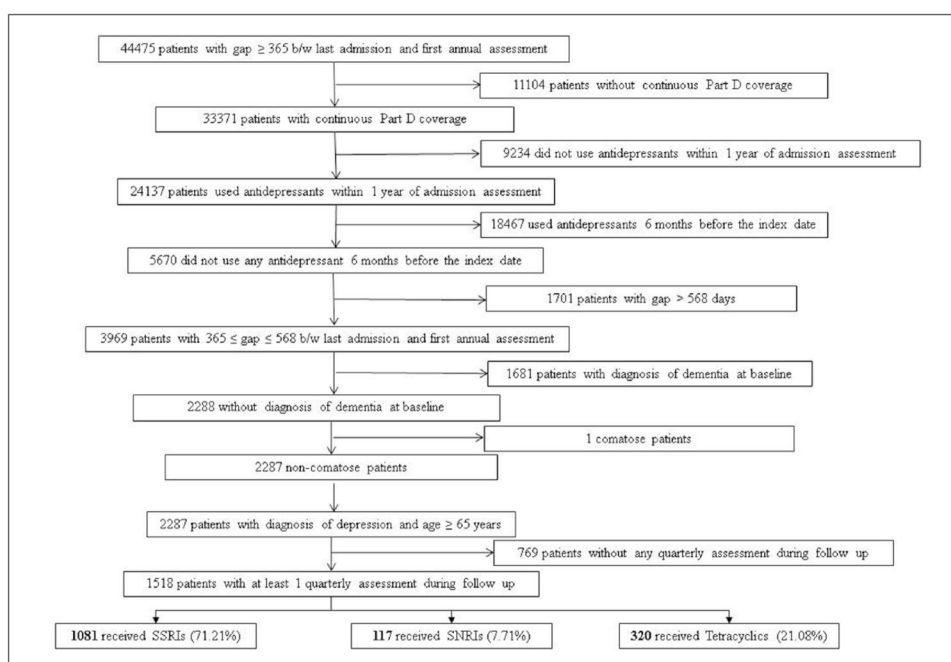 44475 patients with gap ≥ 365 b/w last admission and first annual assessment
11104 patients without continuous Part D coverage
33371 patients with continuous Part D coverage
9234 did not use antidepressants within 1 year of admission assessment
24137 patients used antidepressants within 1 year of admission assessment
18467 used antidepressants 6 months before the index date
5670 did not use any antidepressant 6 months before the index date
1701 patients with gap > 568 days
3969 patients with 365 ≤ gap ≤ 568 b/w last admission and first annual assessment
1681 patients with diagnosis of dementia at baseline
2288 without diagnosis of dementia at baseline
1 comatose patients
2287 non-comatose patients
2287 patients with diagnosis of depression and age ≥ 65 years
769 patients without any quarterly assessment during follow up
1518 patients with at least 1 quarterly assessment during follow up
1081 received SSRIs (71.21%)
117 received SNRIs (7.71%)
320 received Tetracyclics (21.08%)